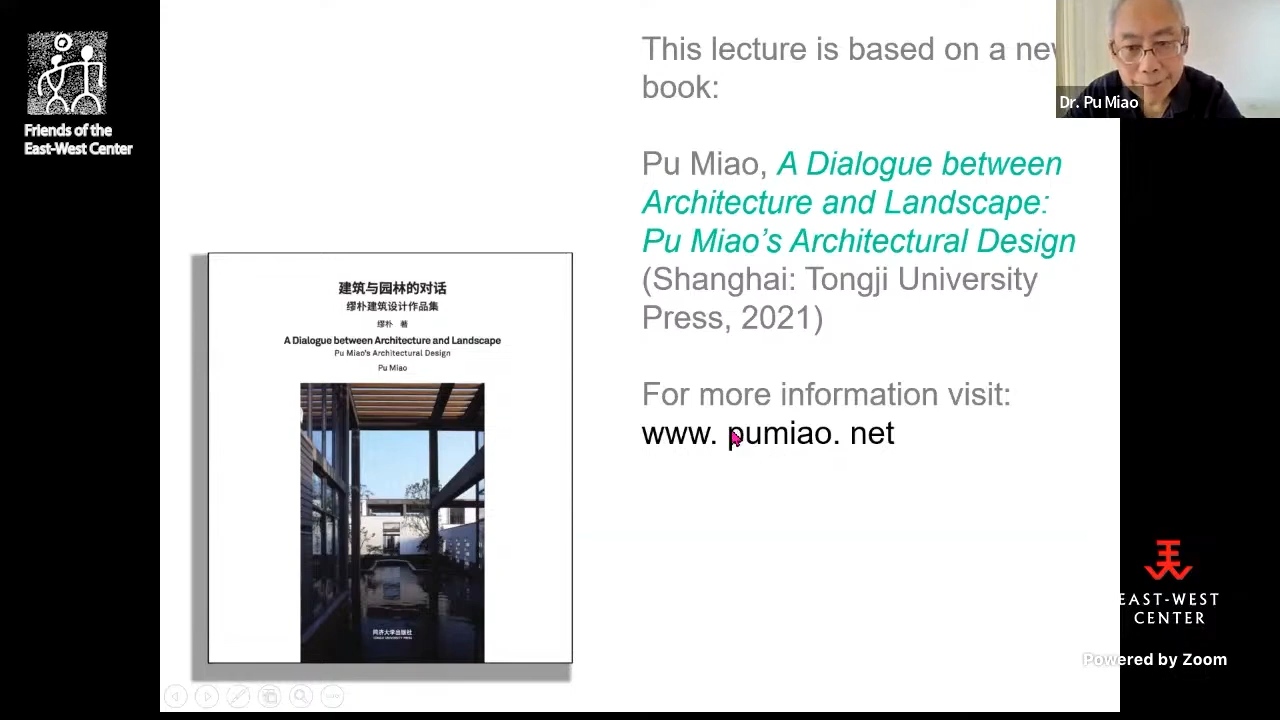 Friends of the
East-West Center
This lecture is based on a new
book:
Dr. Pu Miao
Pu Miao, A Dialogue between
Architecture and Landscape:
Pu Miao's Architectural Design
(Shanghai: Tongji University
Press, 2021)
For more information visit:
www. pumiao. net
建筑与园林的对话
缪朴建筑设计作品集
缪朴 著
A Dialogue between Architecture and Landscape
Pu Miao's Architectural Design
Pu Miao
同济大学出版社
TONGJI UNIVERSITY PRESS
EAST-WEST
CENTER
Powered by Zoom